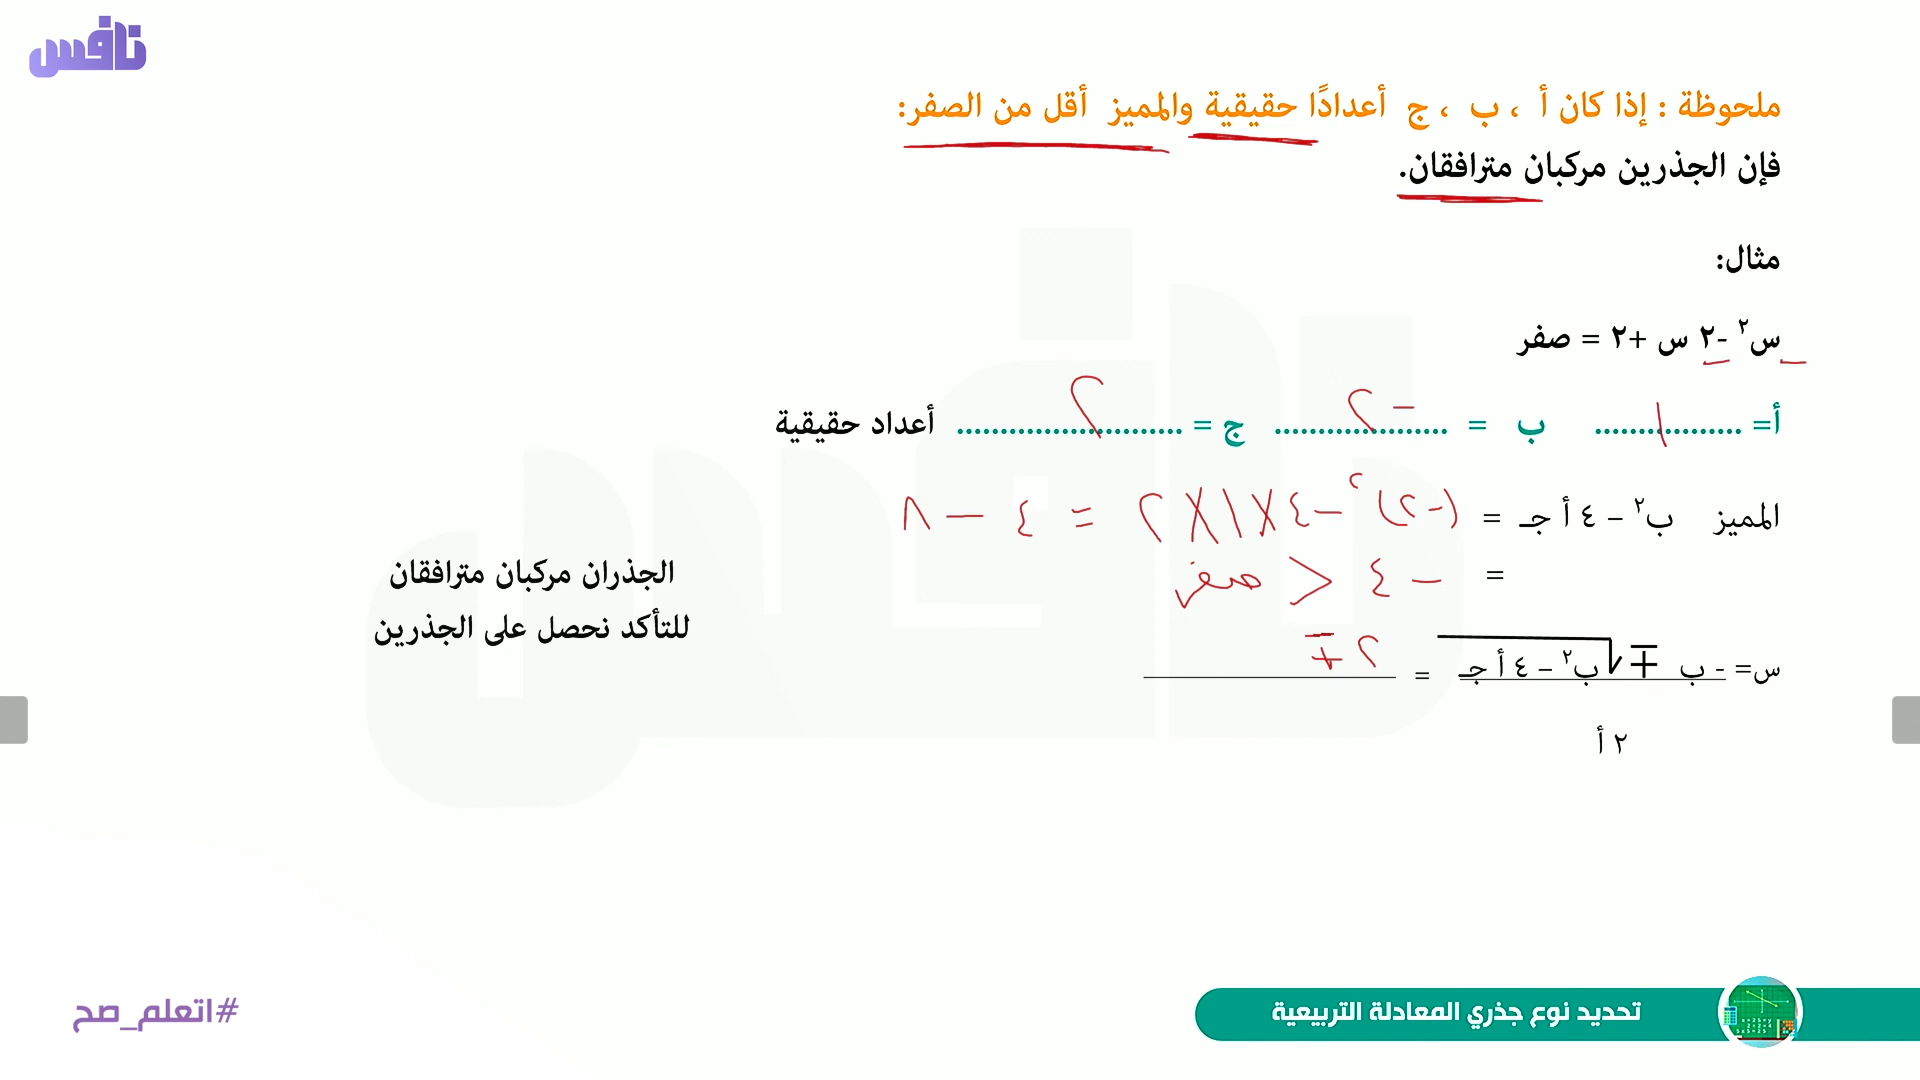 نافس
ملحوظة : إذا كان أ ، ب ، ج أعدادًا حقيقية والمميز أقل من الصفر:
فإن الجذرين مركبان مترافقان.
مثال:
س٢ -٢ س +٢ = صفر
أ= ١ ب = -٢ ج = ٢ أعداد حقيقية
المميز ب٢ – ٤ أ جـ = (-٢)٢ – ٤×١×٢ = ٤ – ٨
= – ٤ > صفر
الجذران مركبان مترافقان
للتأكد نحصل على الجذرين
س= - ب ∓ √ب٢ – ٤ أ جـ = ٢ ∓
٢ أ
#اتعلم_صح
تحديد نوع جذري المعادلة التربيعية